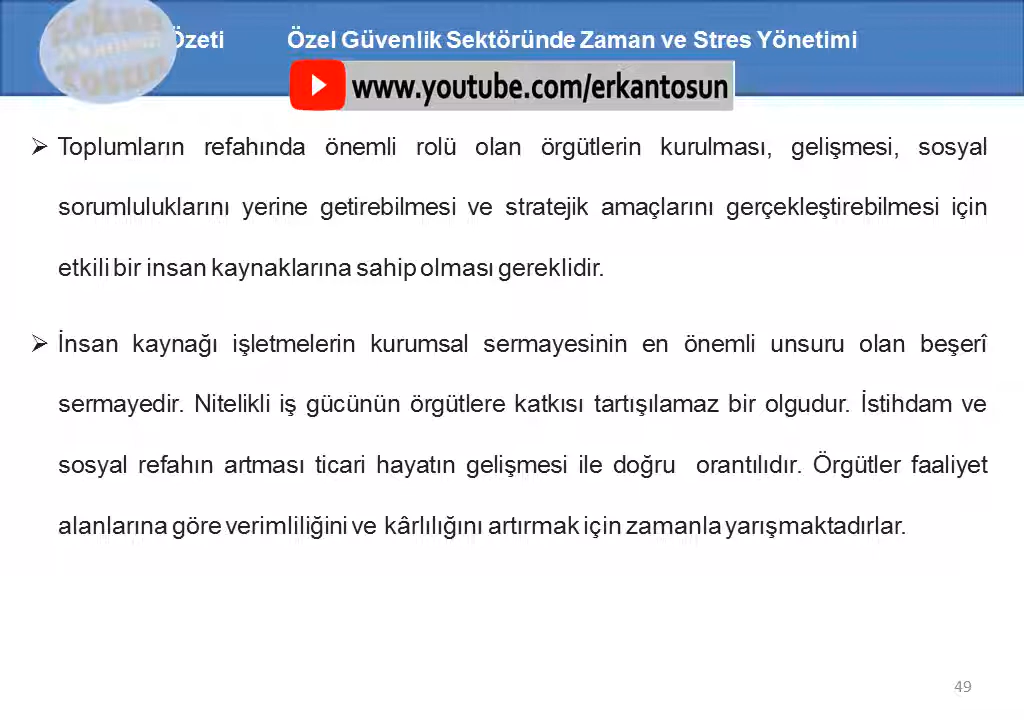 Erkan
Tosun
Özeti Özel Güvenlik Sektöründe Zaman ve Stres Yönetimi
www.youtube.com/erkantosun
➢ Toplumların refahında önemli rolü olan örgütlerin kurulması, gelişmesi, sosyal
sorumluluklarını yerine getirebilmesi ve stratejik amaçlarını gerçekleştirebilmesi için
etkili bir insan kaynaklarına sahip olması gereklidir.
➢ İnsan kaynağı işletmelerin kurumsal sermayesinin en önemli unsuru olan beşerî
sermayedir. Nitelikli iş gücünün örgütlere katkısı tartışılamaz bir olgudur. İstihdam ve
sosyal refahın artması ticari hayatın gelişmesi ile doğru orantılıdır. Örgütler faaliyet
alanlarına göre verimliliğini ve kârlılığını artırmak için zamanla yarışmaktadırlar.
49